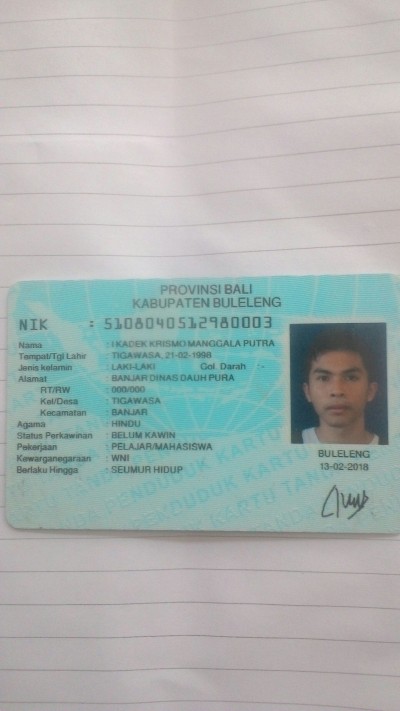 PROVINSI BALI
KABUPATEN BULELENG
NIK : 5108040512980003
Nama : I KADEK KRISMO MANGGALA PUTRA
Tempat/Tgl Lahir : TIGAWASA, 21-02-1998
Jenis kelamin : LAKI-LAKI Gol. Darah : -
Alamat : BANJAR DINAS DAUH PURA
RT/RW : 000/000
Kel/Desa : TIGAWASA
Kecamatan : BANJAR
Agama : HINDU
Status Perkawinan : BELUM KAWIN
Pekerjaan : PELAJAR/MAHASISWA
Kewarganegaraan : WNI
Berlaku Hingga : SEUMUR HIDUP
BULELENG
13-02-2018